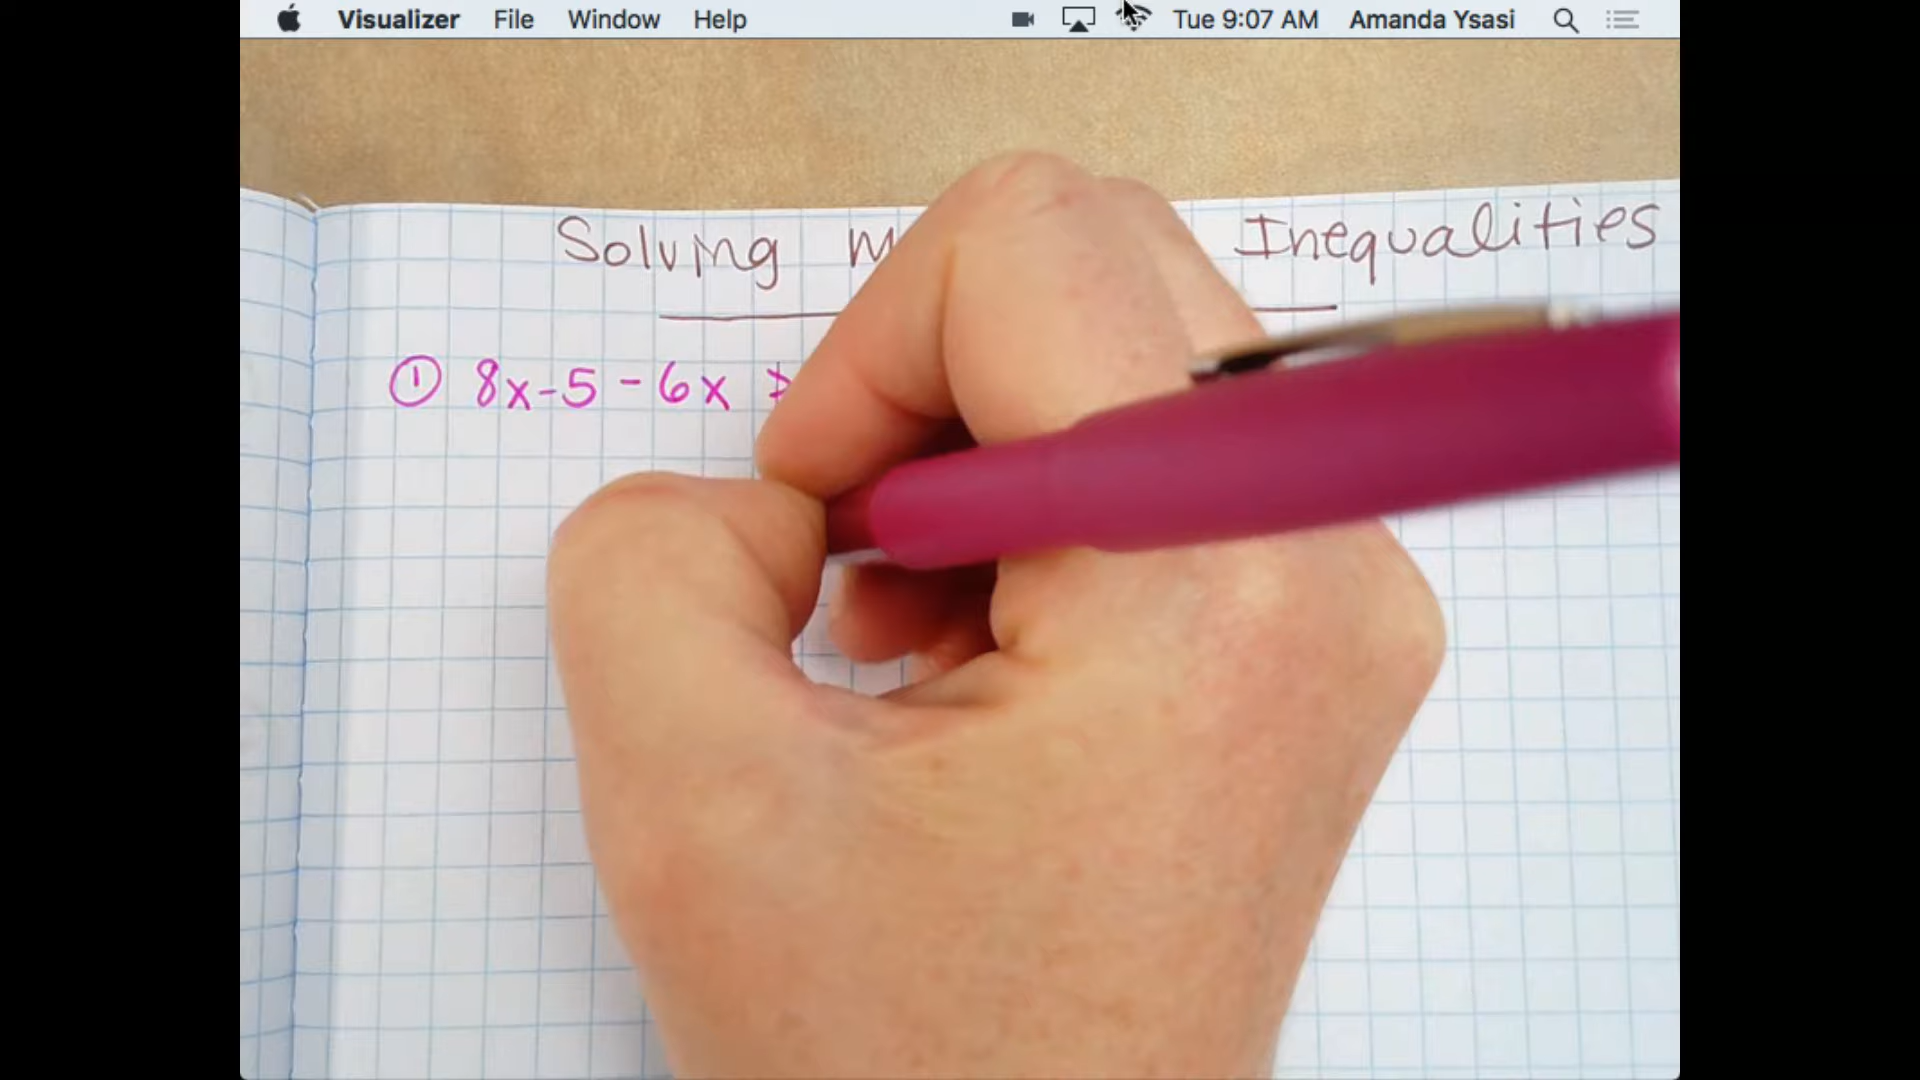 Visualizer File Window Help Tue 9:07 AM Amanda Ysasi
Solving Inequalities
① 8x-5-6x